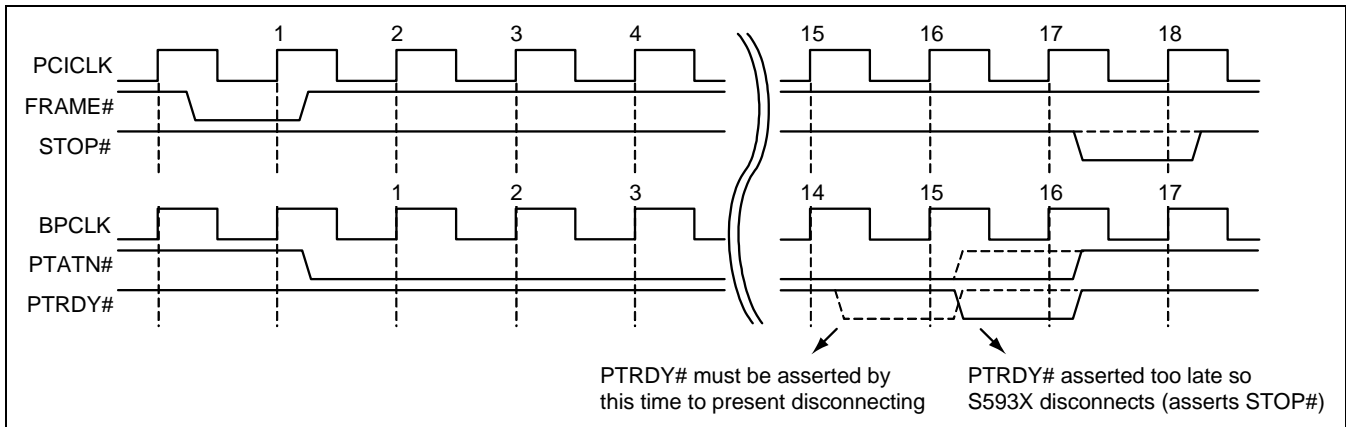 1 2 3 4 15 16 17 18
PCICLK
FRAME#
STOP#
1 2 3 14 15 16 17
BPCLK
PTATN#
PTRDY#
PTRDY# must be asserted by
this time to present disconnecting
PTRDY# asserted too late so
S593X disconnects (asserts STOP#)